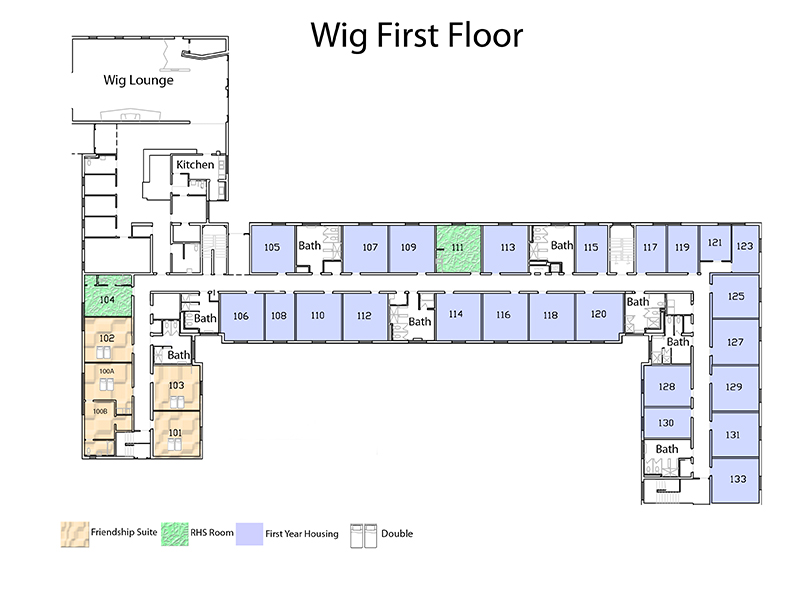 Wig First Floor
Wig Lounge
Kitchen
105
Bath
107
109
111
113
Bath
115
117
119
121
123
104
106
Bath
108
110
112
Bath
114
116
118
120
Bath
125
102
Bath
Bath
127
100A
103
128
129
100B
130
101
131
Bath
133
Friendship Suite
RHS Room
First Year Housing
Double